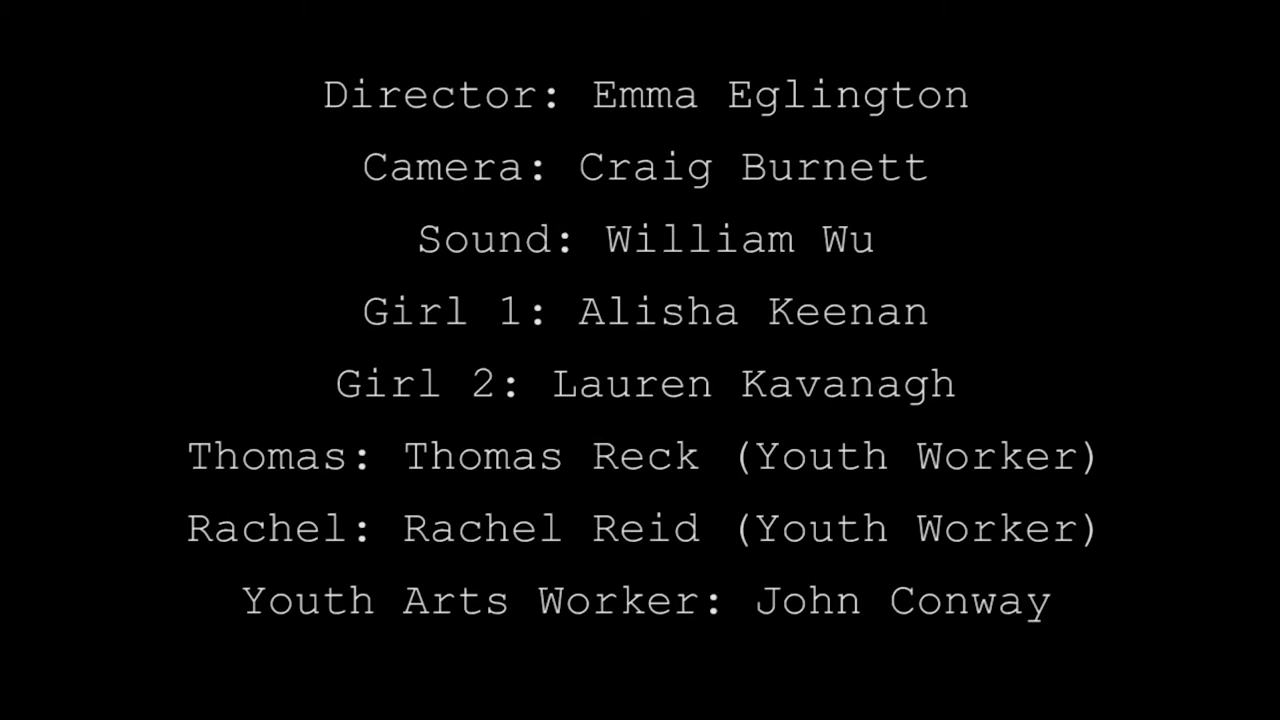 Director: Emma Eglington
Camera: Craig Burnett
Sound: William Wu
Girl 1: Alisha Keenan
Girl 2: Lauren Kavanagh
Thomas: Thomas Reck (Youth Worker)
Rachel: Rachel Reid (Youth Worker)
Youth Arts Worker: John Conway